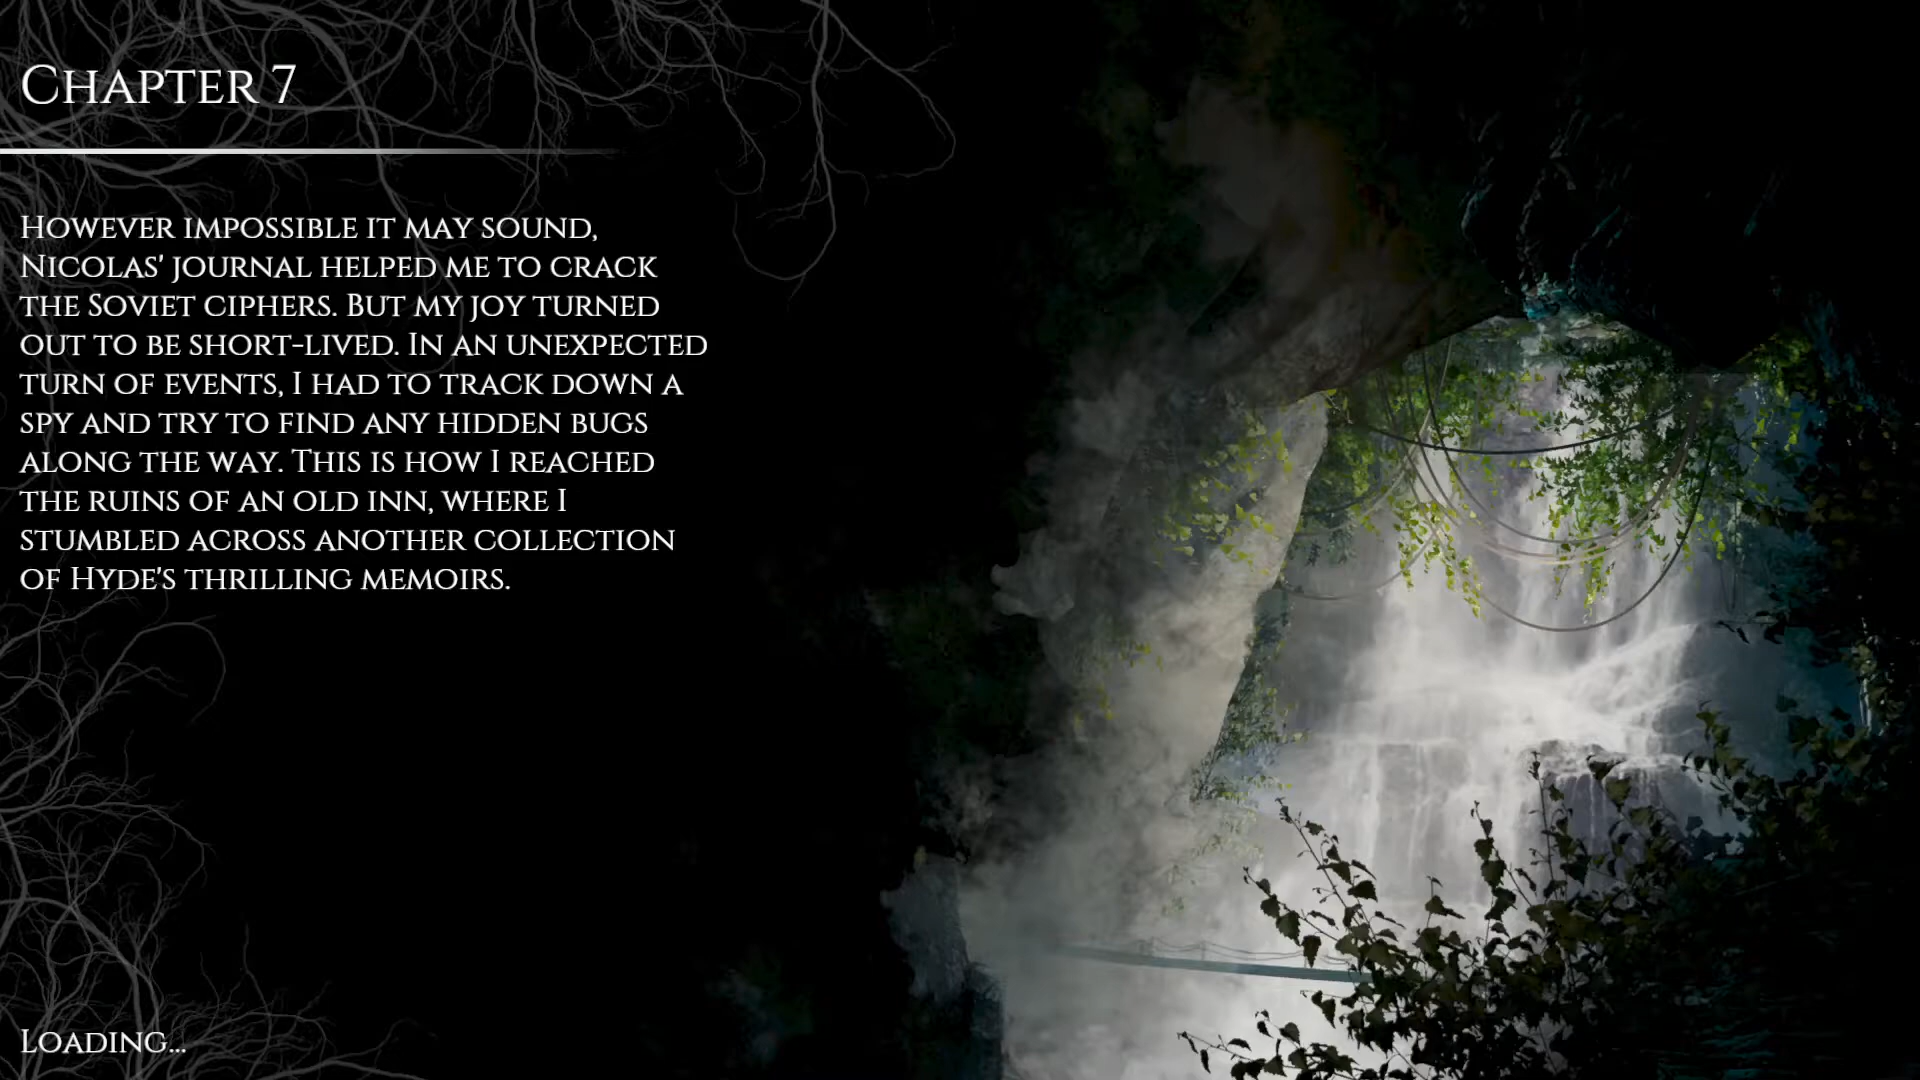 Chapter 7
However impossible it may sound,
Nicolas' journal helped me to crack
the Soviet ciphers. But my joy turned
out to be short-lived. In an unexpected
turn of events, I had to track down a
spy and try to find any hidden bugs
along the way. This is how I reached
the ruins of an old inn, where I
stumbled across another collection
of Hyde's thrilling memoirs.
Loading...